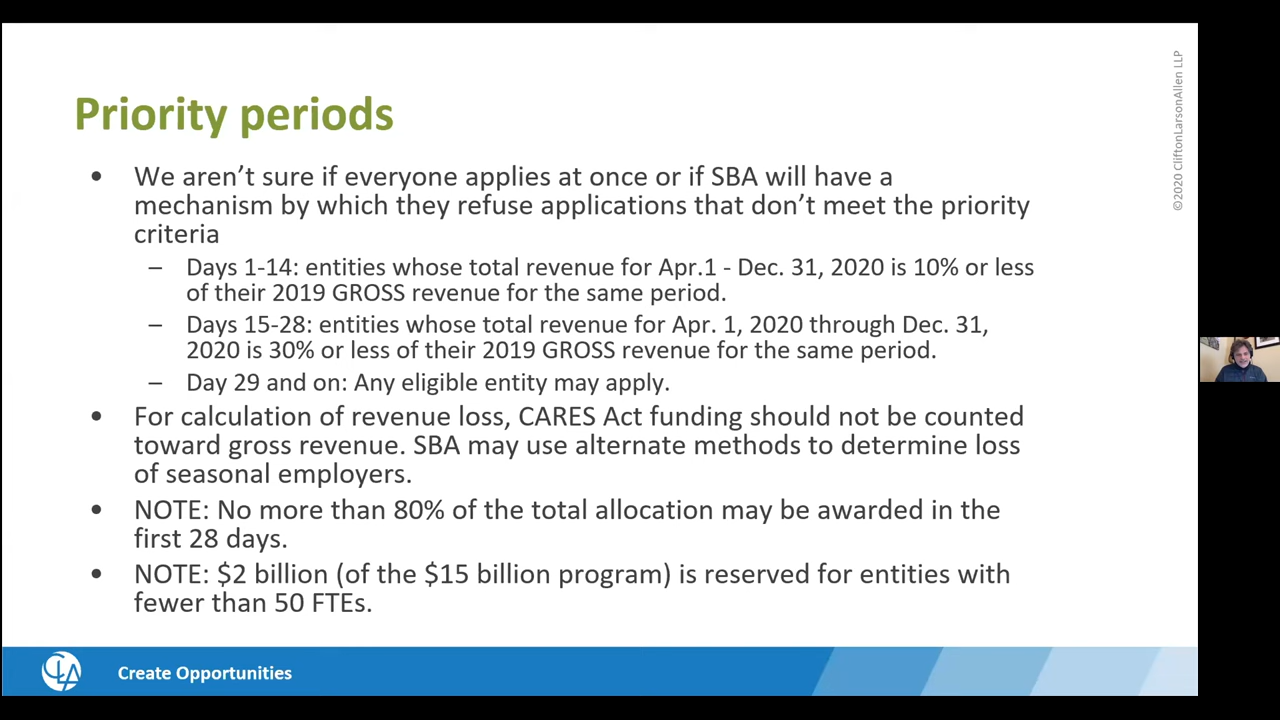 Priority periods
• We aren't sure if everyone applies at once or if SBA will have a
mechanism by which they refuse applications that don't meet the priority
criteria
– Days 1-14: entities whose total revenue for Apr.1 - Dec. 31, 2020 is 10% or less
of their 2019 GROSS revenue for the same period.
– Days 15-28: entities whose total revenue for Apr. 1, 2020 through Dec. 31,
2020 is 30% or less of their 2019 GROSS revenue for the same period.
– Day 29 and on: Any eligible entity may apply.
• For calculation of revenue loss, CARES Act funding should not be counted
toward gross revenue. SBA may use alternate methods to determine loss
of seasonal employers.
• NOTE: No more than 80% of the total allocation may be awarded in the
first 28 days.
• NOTE: $2 billion (of the $15 billion program) is reserved for entities with
fewer than 50 FTEs.
©2020 CliftonLarsonAllen LLP
CLA
Create Opportunities